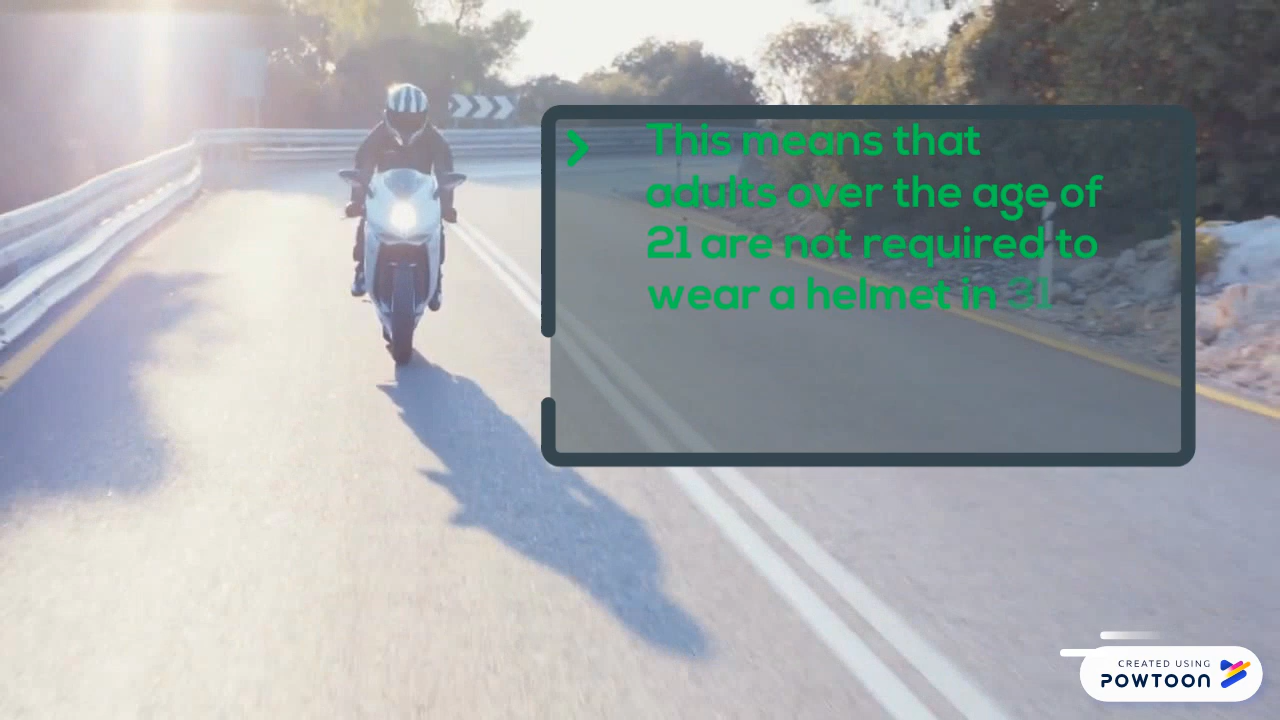 This means that
adults over the age of
21 are not required to
wear a helmet in 31
CREATED USING
POWTOON